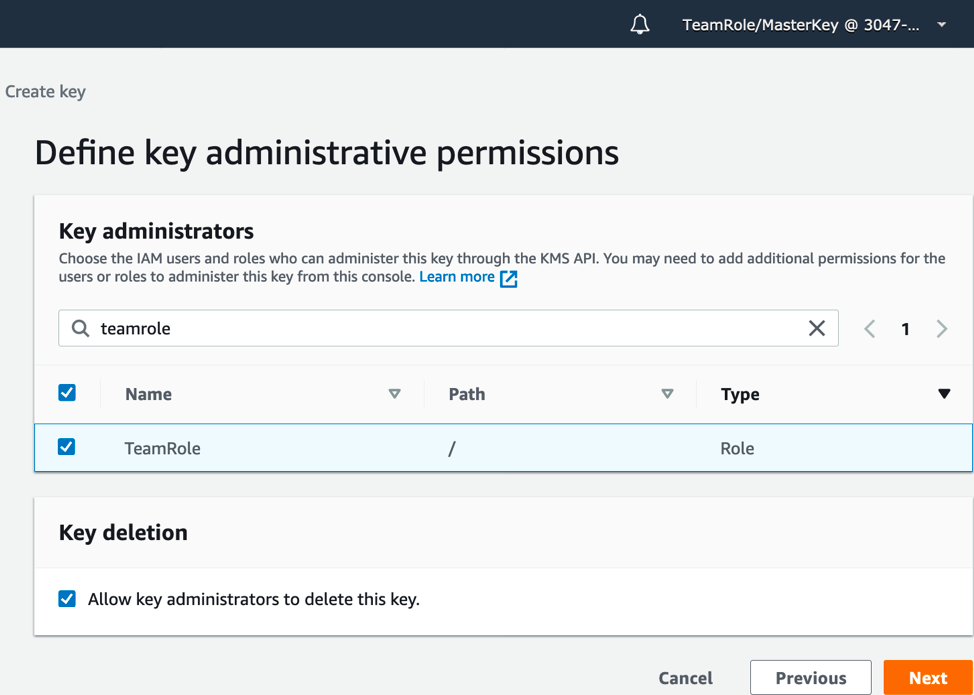 TeamRole/MasterKey @ 3047-...
Create key
Define key administrative permissions
Key administrators
Choose the IAM users and roles who can administer this key through the KMS API. You may need to add additional permissions for the
users or roles to administer this key from this console. Learn more
teamrole
1
Name Path Type
TeamRole / Role
Key deletion
Allow key administrators to delete this key.
Cancel Previous Next